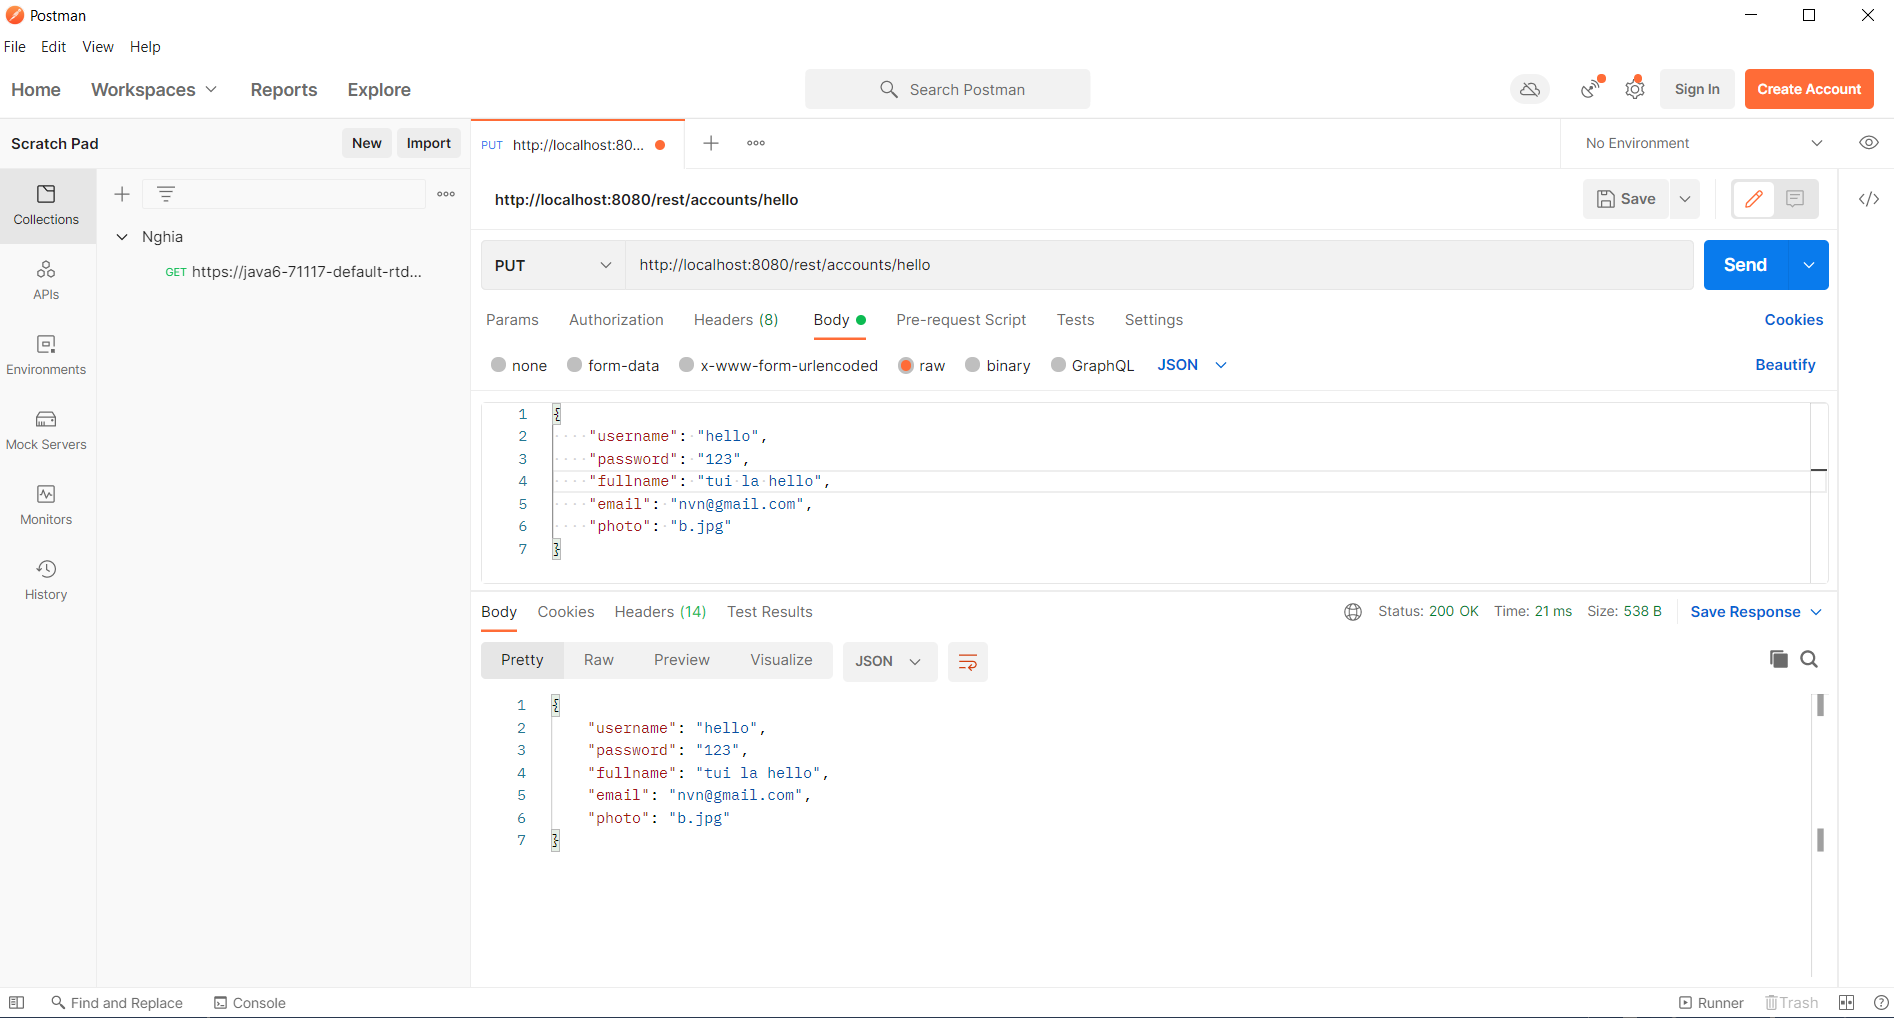 Postman
File Edit View Help
Home Workspaces Reports Explore Search Postman Sign In Create Account
Scratch Pad New Import PUT http://localhost:80... No Environment
http://localhost:8080/rest/accounts/hello Save
Collections
Nghia
GET https://java6-71117-default-rtd...
PUT http://localhost:8080/rest/accounts/hello Send
APIs
Params Authorization Headers (8) Body Pre-request Script Tests Settings Cookies
Environments
none form-data x-www-form-urlencoded raw binary GraphQL JSON Beautify
Mock Servers
Monitors
History
1 {
2 "username": "hello",
3 "password": "123",
4 "fullname": "tui la hello",
5 "email": "nvn@gmail.com",
6 "photo": "b.jpg"
7 }
Body Cookies Headers (14) Test Results Status: 200 OK Time: 21 ms Size: 538 B Save Response
Pretty Raw Preview Visualize JSON
1 {
2 "username": "hello",
3 "password": "123",
4 "fullname": "tui la hello",
5 "email": "nvn@gmail.com",
6 "photo": "b.jpg"
7 }
Find and Replace Console Runner Trash